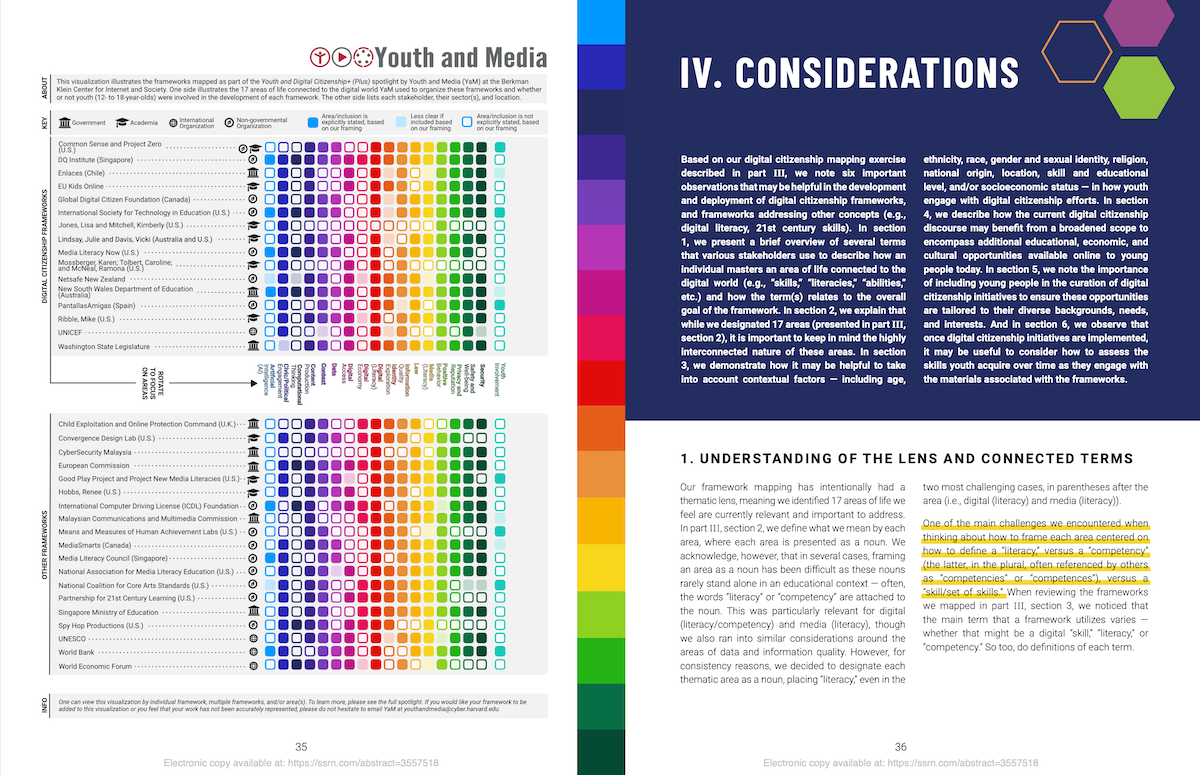 Youth and Media
ABOUT
This visualization illustrates the frameworks mapped as part of the Youth and Digital Citizenship+ (Plus) spotlight by Youth and Media (YaM) at the Berkman
Klein Center for Internet and Society. One side illustrates the 17 areas of life connected to the digital world YaM used to organize these frameworks and whether
or not youth (12- to 18-year-olds) were involved in the development of each framework. The other side lists each stakeholder, their sector(s), and location.
KEY
Government
Academia
International
Organization
Non-governmental
Organization
Area/inclusion is
explicitly stated, based
on our framing
Less clear if
included based
on our framing
Area/inclusion is not
explicitly stated, based
on our framing
DIGITAL CITIZENSHIP FRAMEWORKS
Common Sense and Project Zero
(U.S.)
DQ Institute (Singapore)
Enlaces (Chile)
EU Kids Online
Global Digital Citizen Foundation (Canada)
International Society for Technology in Education (U.S.)
Jones, Lisa and Mitchell, Kimberly (U.S.)
Lindsay, Julie and Davis, Vicki (Australia and U.S.)
Media Literacy Now (U.S.)
Mossberger, Karen; Tolbert, Caroline;
and McNeal, Ramona (U.S.)
Netsafe New Zealand
New South Wales Department of Education
(Australia)
PantallasAmigas (Spain)
Ribble, Mike (U.S.)
UNICEF
Washington State Legislature
ROTATE
TO FOCUS
ON AREAS
Artificial
Intelligence
(AI)
Civic/Political
Engagement
Computational
Thinking
Content
Production
Context
Data
Digital
Access
Digital
Economy
Digital
(Literacy)
Identity
Exploration
Information
Quality
Law
Media
(Literacy)
Positive
Behavior
Privacy and
Reputation
Safety and
Well-being
Security
Youth
Involvement
OTHER FRAMEWORKS
Child Exploitation and Online Protection Command (U.K.)
Convergence Design Lab (U.S.)
CyberSecurity Malaysia
European Commission
Good Play Project and Project New Media Literacies (U.S.)
Hobbs, Renee (U.S.)
International Computer Driving License (ICDL) Foundation
Malaysian Communications and Multimedia Commission
Means and Measures of Human Achievement Labs (U.S.)
MediaSmarts (Canada)
Media Literacy Council (Singapore)
National Association for Media Literacy Education (U.S.)
National Coalition for Core Arts Standards (U.S.)
Partnership for 21st Century Learning (U.S.)
Singapore Ministry of Education
Spy Hop Productions (U.S.)
UNESCO
World Bank
World Economic Forum
INFO
One can view this visualization by individual framework, multiple frameworks, and/or area(s). To learn more, please see the full spotlight. If you would like your framework to be
added to this visualization or you feel that your work has not been accurately represented, please do not hesitate to email YaM at youthandmedia@cyber.harvard.edu.
35
Electronic copy available at: https://ssrn.com/abstract=3557518
IV. CONSIDERATIONS
Based on our digital citizenship mapping exercise
described in part III, we note six important
observations that may be helpful in the development
and deployment of digital citizenship frameworks,
and frameworks addressing other concepts (e.g.,
digital literacy, 21st century skills). In section
1, we present a brief overview of several terms
that various stakeholders use to describe how an
individual masters an area of life connected to the
digital world (e.g., “skills,” “literacies,” “abilities,”
etc.) and how the term(s) relates to the overall
goal of the framework. In section 2, we explain that
while we designated 17 areas (presented in part III,
section 2), it is important to keep in mind the highly
interconnected nature of these areas. In section
3, we demonstrate how it may be helpful to take
into account contextual factors — including age,
ethnicity, race, gender and sexual identity, religion,
national origin, location, skill and educational
level, and/or socioeconomic status — in how youth
engage with digital citizenship efforts. In section
4, we describe how the current digital citizenship
discourse may benefit from a broadened scope to
encompass additional educational, economic, and
cultural opportunities available online to young
people today. In section 5, we note the importance
of including young people in the curation of digital
citizenship initiatives to ensure these opportunities
are tailored to their diverse backgrounds, needs,
and interests. And in section 6, we observe that
once digital citizenship initiatives are implemented,
it may be useful to consider how to assess the
skills youth acquire over time as they engage with
the materials associated with the frameworks.
1. UNDERSTANDING OF THE LENS AND CONNECTED TERMS
Our framework mapping has intentionally had a
thematic lens, meaning we identified 17 areas of life we
feel are currently relevant and important to address.
In part III, section 2, we define what we mean by each
area, where each area is presented as a noun. We
acknowledge, however, that in several cases, framing
an area as a noun has been difficult as these nouns
rarely stand alone in an educational context — often,
the words “literacy” or “competency” are attached to
the noun. This was particularly relevant for digital
(literacy/competency) and media (literacy), though
we also ran into similar considerations around the
areas of data and information quality. However, for
consistency reasons, we decided to designate each
thematic area as a noun, placing “literacy,” even in the
two most challenging cases, in parentheses after the
area (i.e., digital (literacy) and media (literacy)).
One of the main challenges we encountered when
thinking about how to frame each area centered on
how to define a “literacy,” versus a “competency”
(the latter, in the plural, often referenced by others
as “competencies” or “competences”), versus a
“skill/set of skills.” When reviewing the frameworks
we mapped in part III, section 3, we noticed that
the main term that a framework utilizes varies —
whether that might be a digital “skill,” “literacy,” or
“competency.” So too, do definitions of each term.
36
Electronic copy available at: https://ssrn.com/abstract=3557518